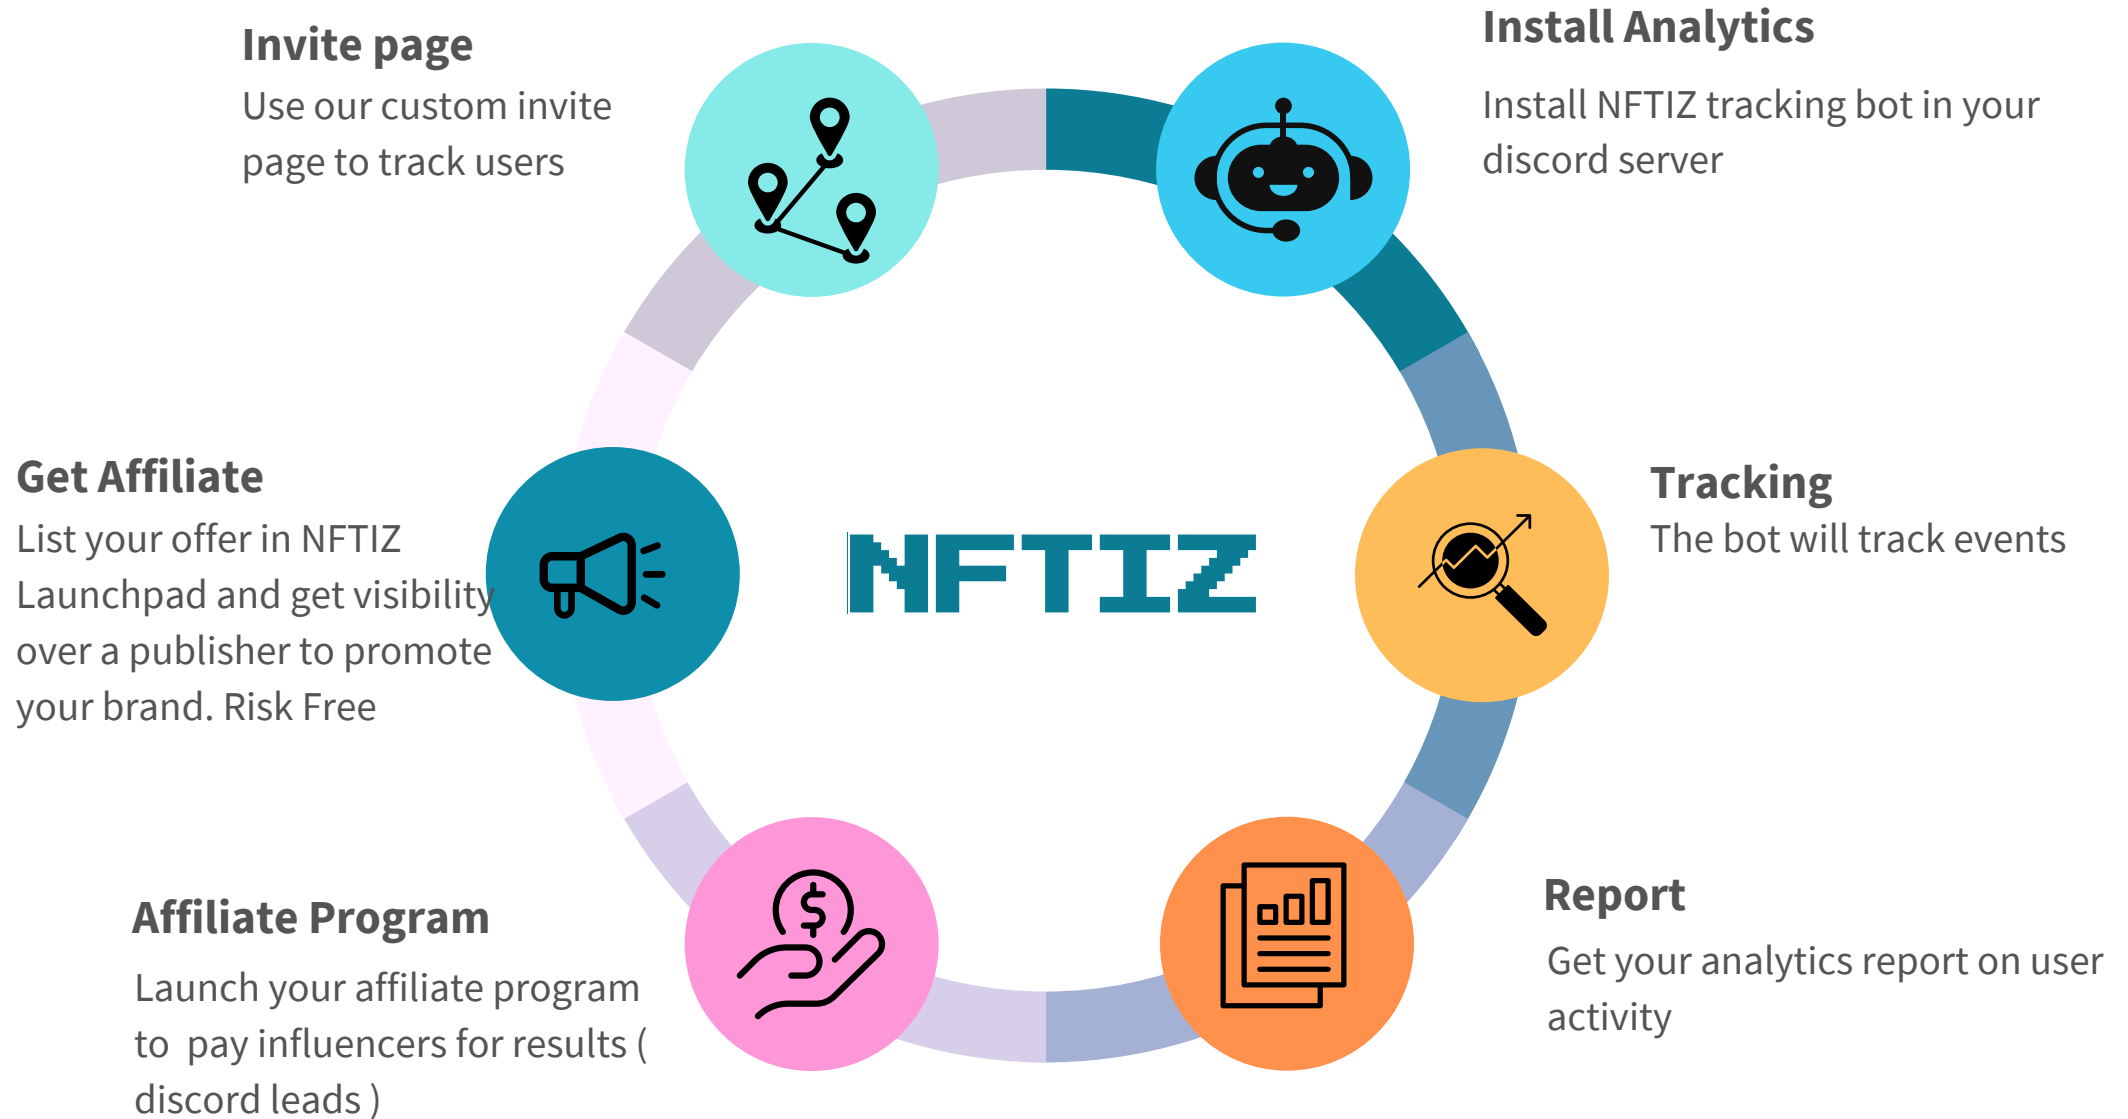 Invite page
Use our custom invite
page to track users
Install Analytics
Install NFTIZ tracking bot in your
discord server
Get Affiliate
List your offer in NFTIZ
Launchpad and get visibility
over a publisher to promote
your brand. Risk Free
NFTIZ
Tracking
The bot will track events
Affiliate Program
Launch your affiliate program
to  pay influencers for results (
discord leads )
$
Report
Get your analytics report on user
activity